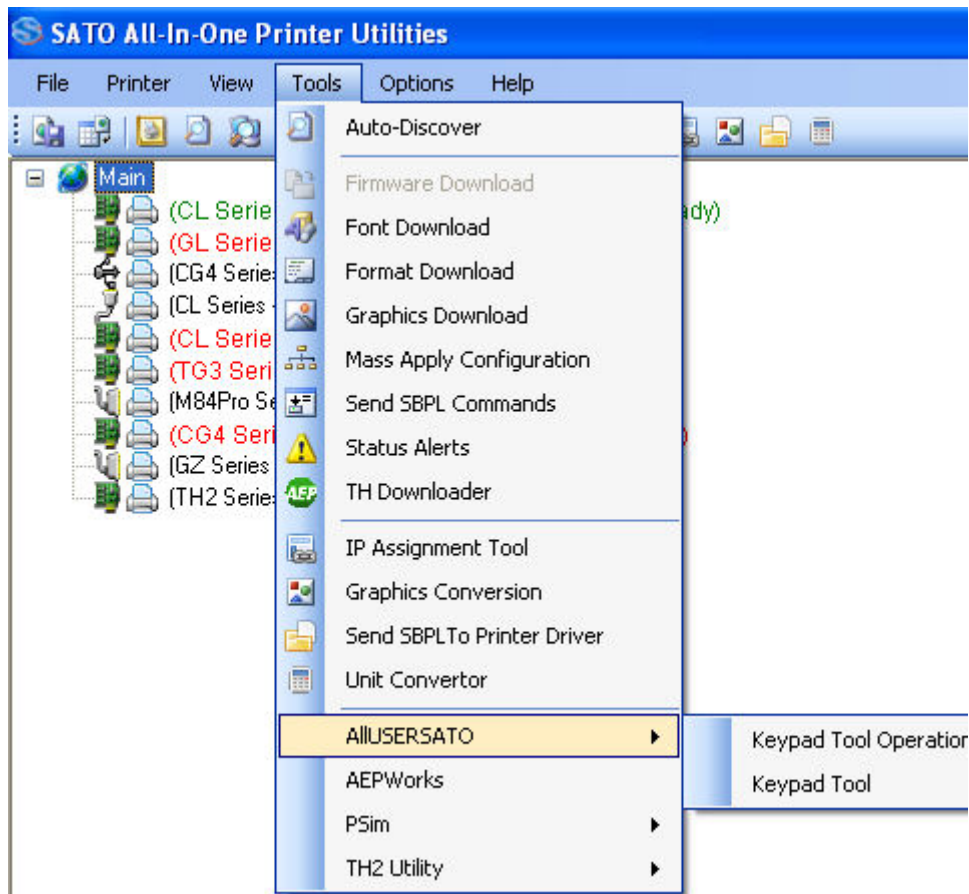 SATO All-In-One Printer Utilities
File Printer View Tools Options Help
Auto-Discover
Firmware Download
Font Download
Format Download
Graphics Download
Mass Apply Configuration
Send SBPL Commands
Status Alerts
AEP TH Downloader
IP Assignment Tool
Graphics Conversion
Send SBPLTo Printer Driver
Unit Convertor
AllUSERSATO
AEPWorks
PSim
TH2 Utility
Keypad Tool Operation
Keypad Tool
Main
(CL Serie
(GL Serie
(CG4 Serie
(CL Series -
(CL Serie
(TG3 Seri
(M84Pro Se
(CG4 Seri
(GZ Series
(TH2 Serie